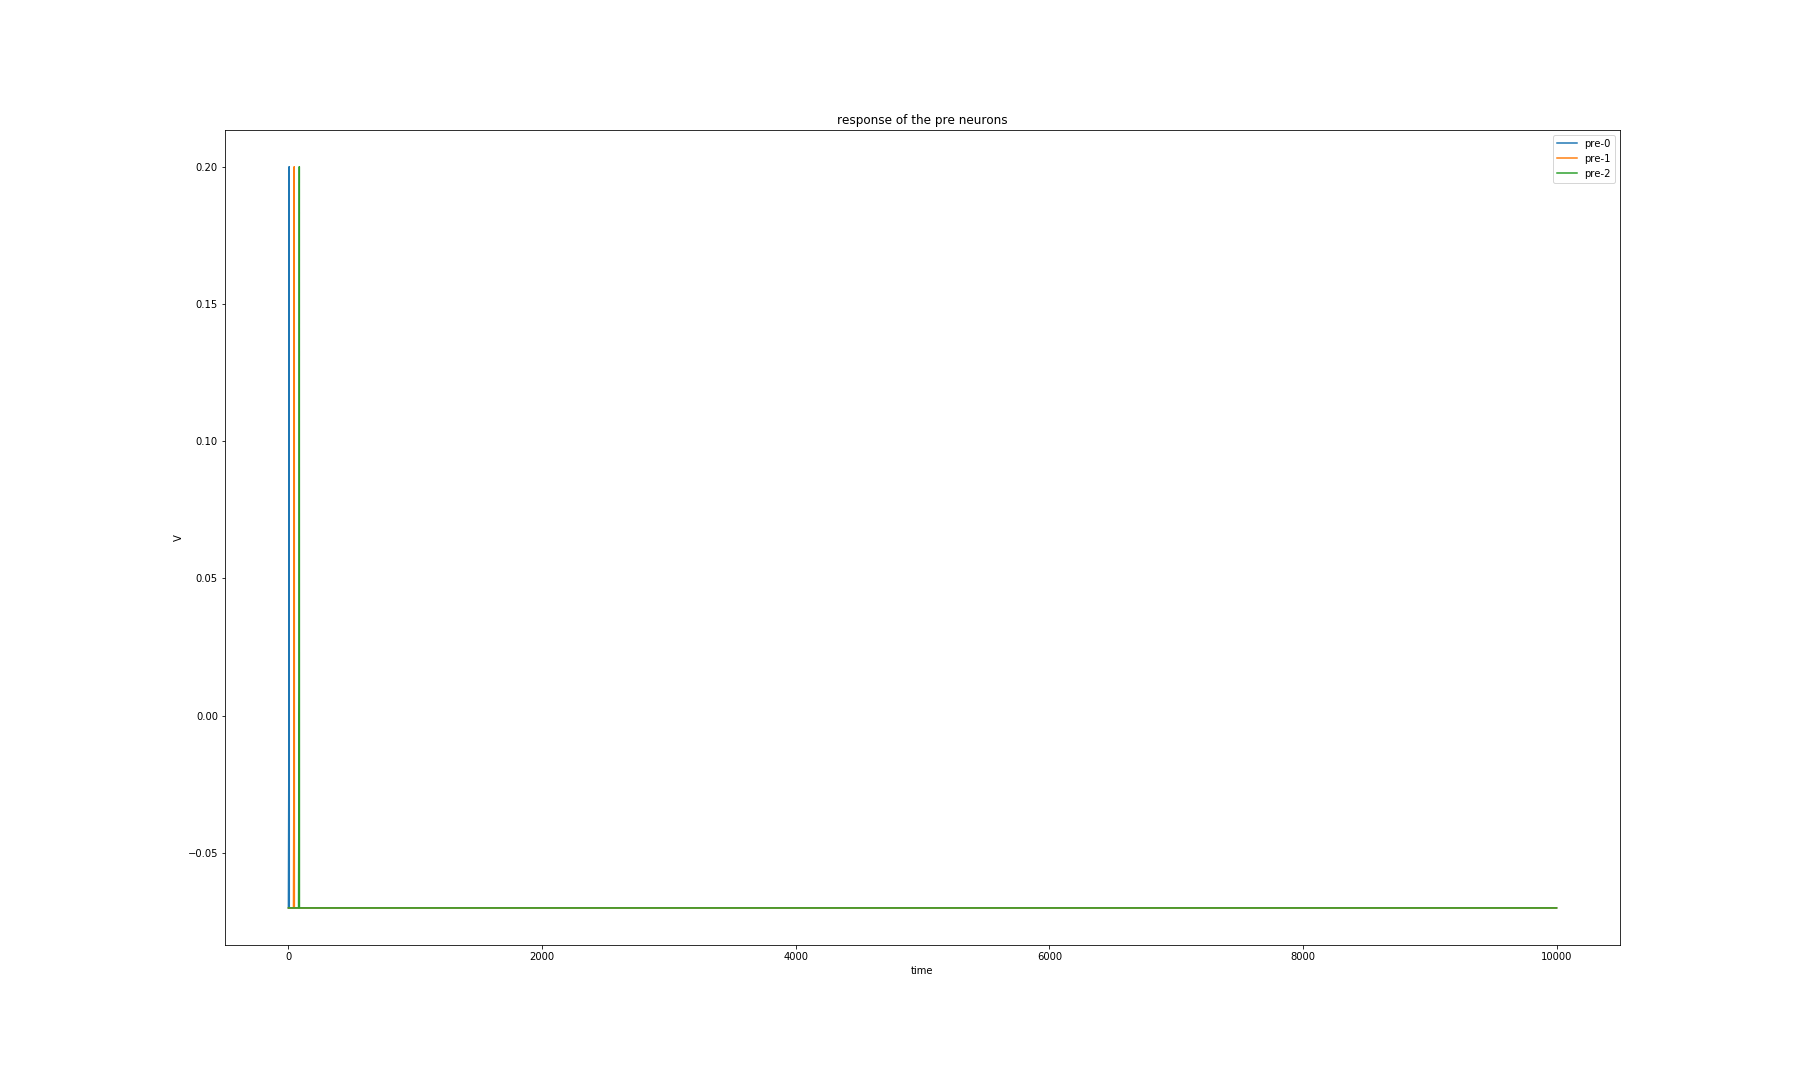 response of the pre neurons
pre-0
pre-1
pre-2
0.20
0.15
0.10
0.05
0.00
−0.05
V
0 2000 4000 6000 8000 10000
time